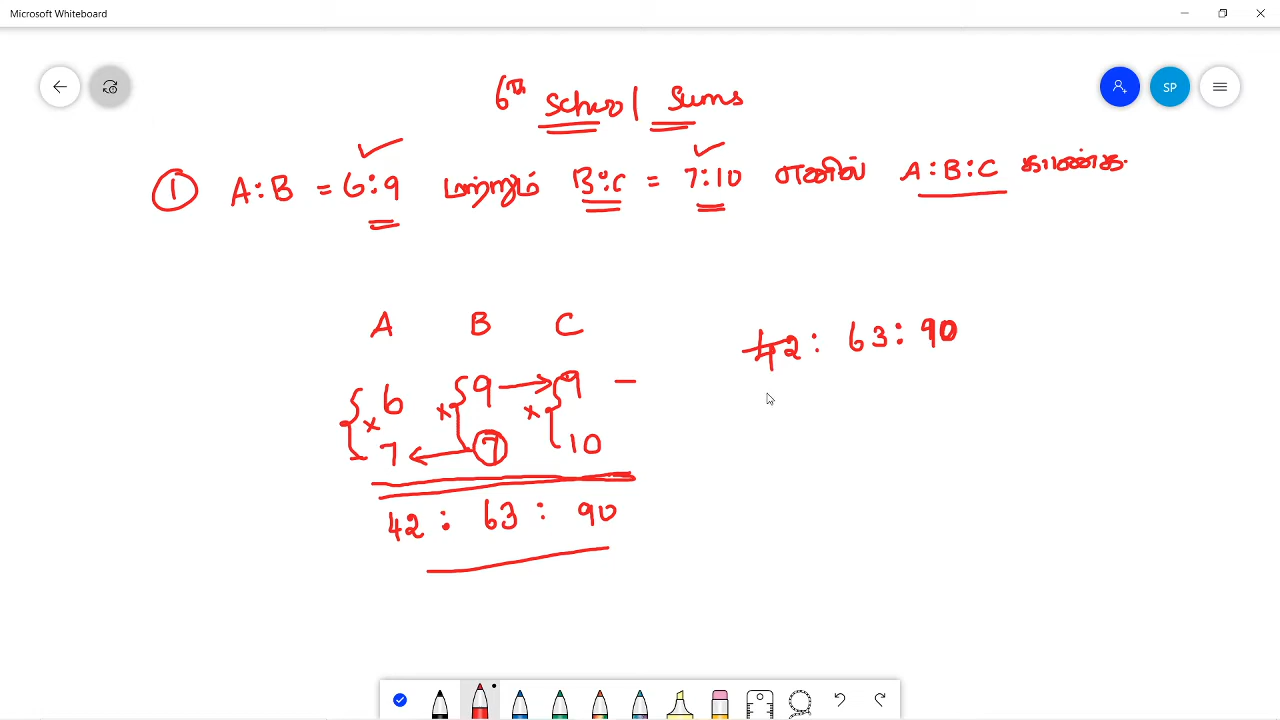 Microsoft Whiteboard
SP
6th School Sums
① A:B = 6:9 மற்றும் B:C = 7:10 எனில் A:B:C காண்க.
A B C
6 9 → 9 –
× × ×
7 ← 7 10
42 : 63 : 90
42 : 63 : 90